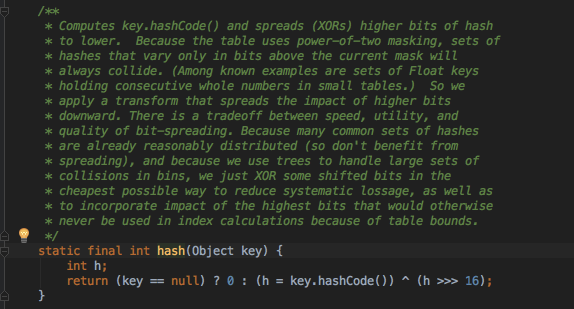 /**
* Computes key.hashCode() and spreads (XORs) higher bits of hash
* to lower.  Because the table uses power-of-two masking, sets of
* hashes that vary only in bits above the current mask will
* always collide. (Among known examples are sets of Float keys
* holding consecutive whole numbers in small tables.)  So we
* apply a transform that spreads the impact of higher bits
* downward. There is a tradeoff between speed, utility, and
* quality of bit-spreading. Because many common sets of hashes
* are already reasonably distributed (so don't benefit from
* spreading), and because we use trees to handle large sets of
* collisions in bins, we just XOR some shifted bits in the
* cheapest possible way to reduce systematic lossage, as well as
* to incorporate impact of the highest bits that would otherwise
* never be used in index calculations because of table bounds.
*/
static final int hash(Object key) {
int h;
return (key == null) ? 0 : (h = key.hashCode()) ^ (h >>> 16);
}